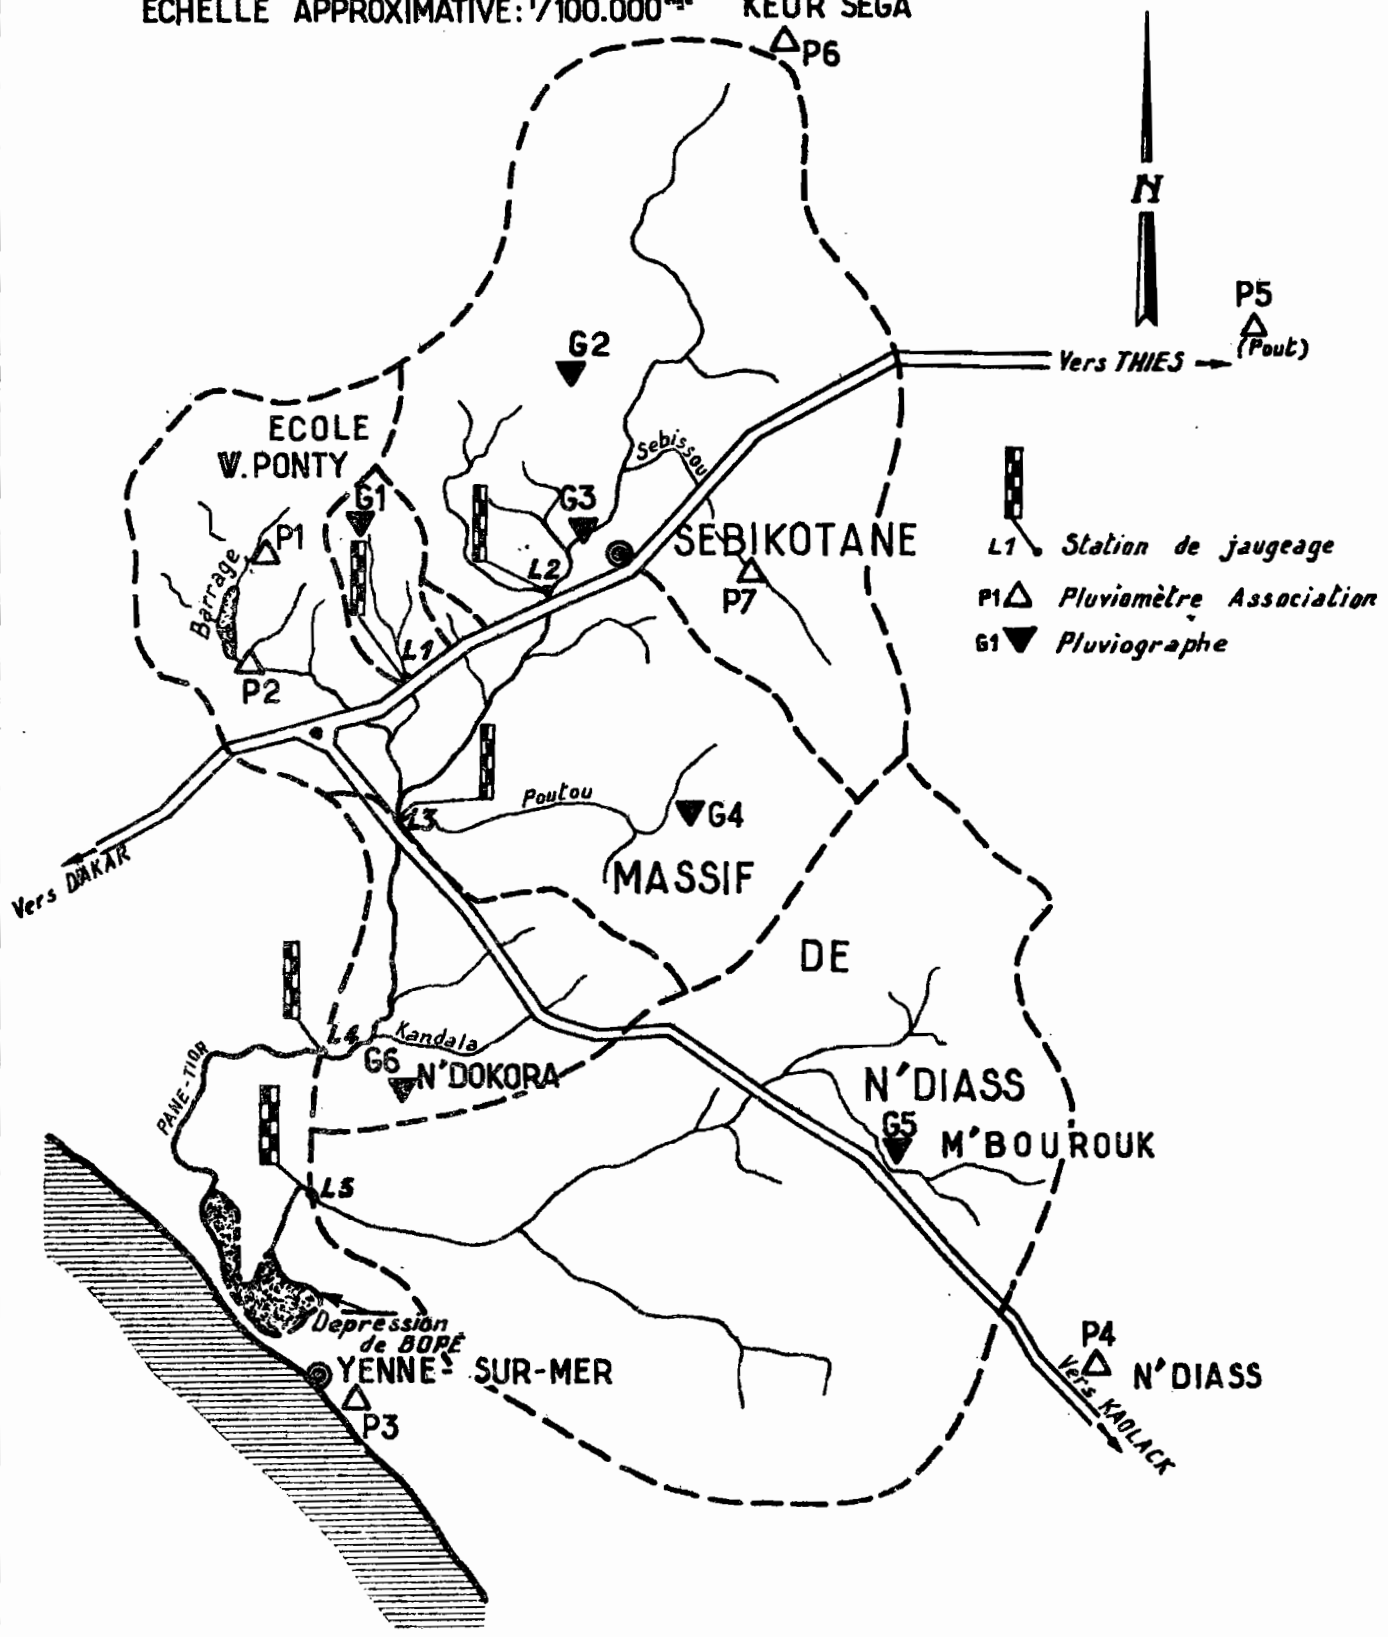 ECHELLE APPROXIMATIVE: 1/100.000ème
KEUR SEGA
P6
N
P5
(Pout)
Vers THIES
G2
ECOLE
W. PONTY
Sebissou
G1
G3
P1
SEBIKOTANE
L1 Station de jaugeage
Barrage
L2
P7
P1 Pluviomètre Association
G1 Pluviographe
L1
P2
Poutou
L3
G4
Vers DAKAR
MASSIF
DE
L4
Kandala
PANE-TIOR
G6
N'DOKORA
N'DIASS
G5
M'BOUROUK
L5
Depression
de BOPÉ
YENNE-SUR-MER
P3
P4
N'DIASS
Vers KAOLACK